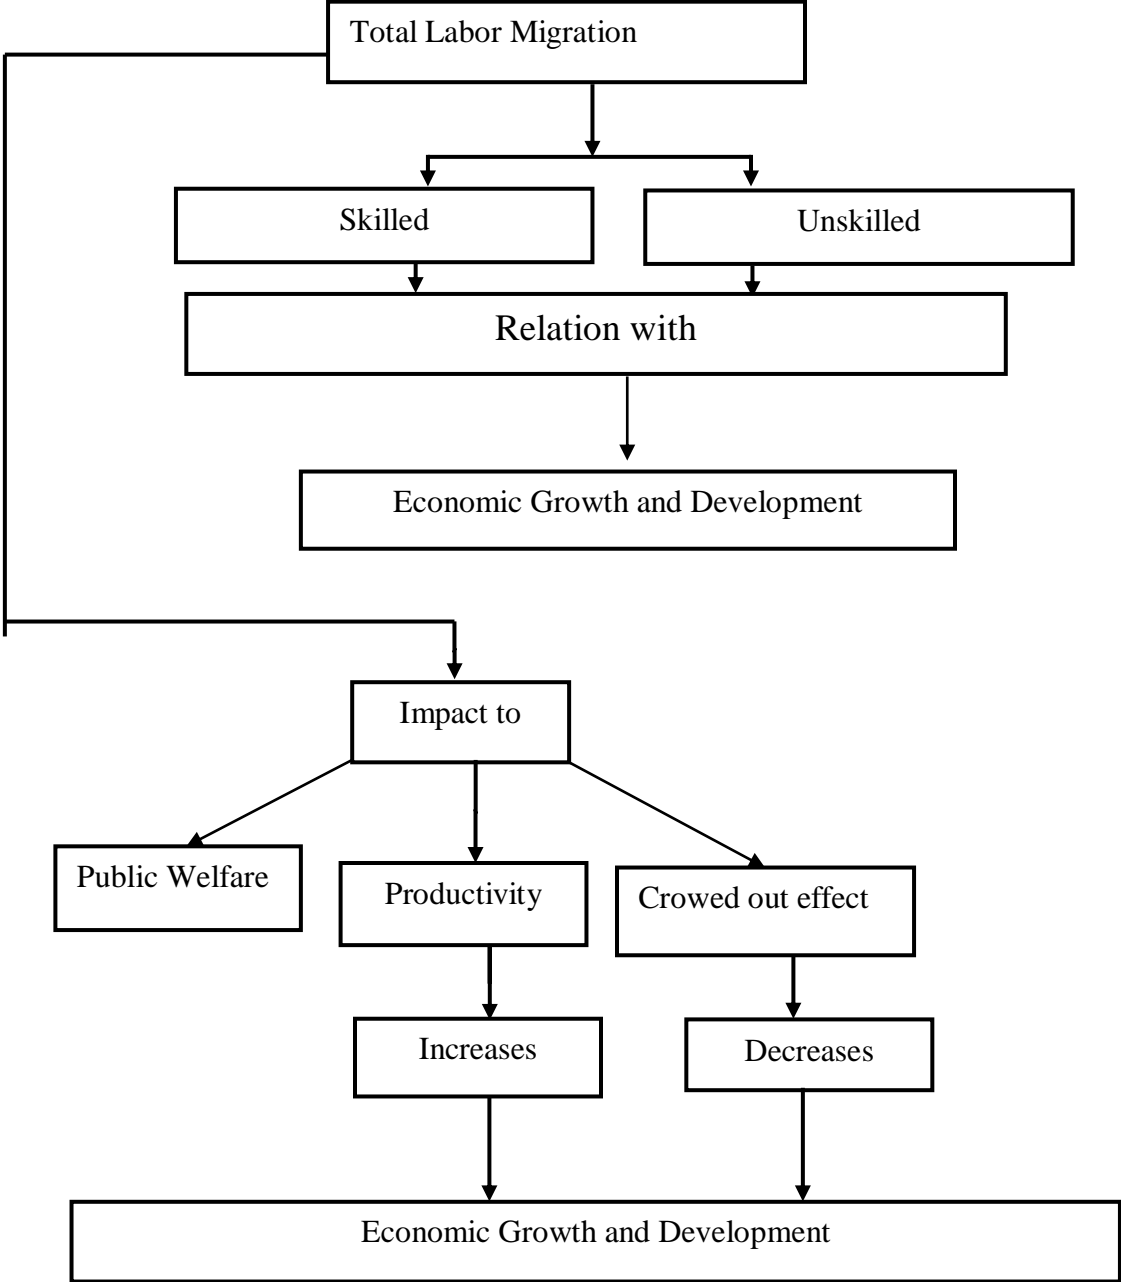 Total Labor Migration
Skilled
Unskilled
Relation with
Economic Growth and Development
Impact to
Public Welfare
Productivity
Crowed out effect
Increases
Decreases
Economic Growth and Development